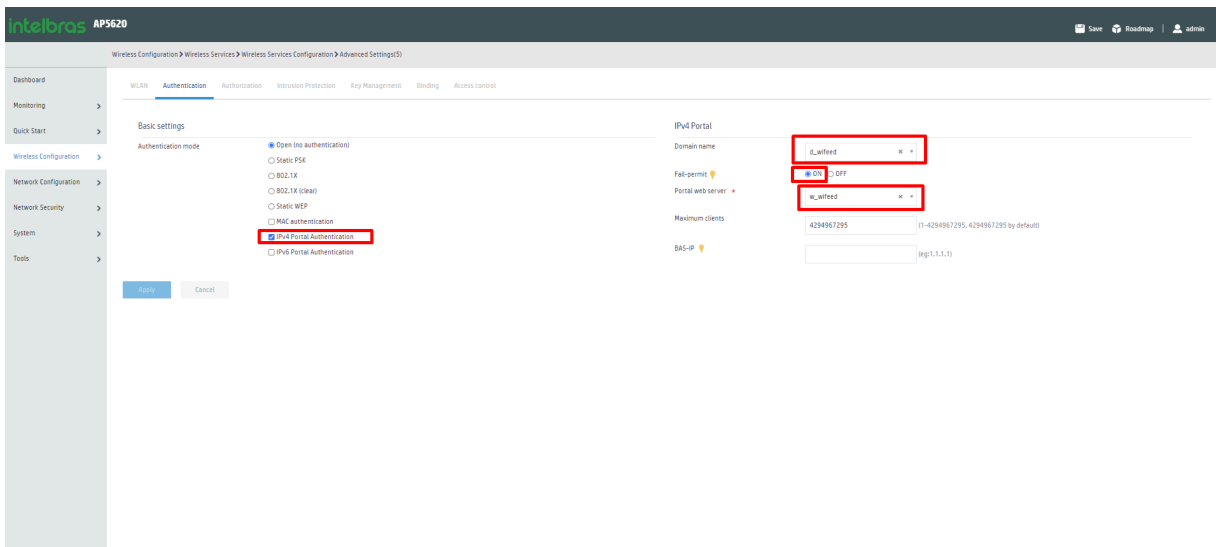 intelbras AP5620
Save Roadmap | admin
Wireless Configuration > Wireless Services > Wireless Services Configuration > Advanced Settings(5)
Dashboard
Monitoring >
Quick Start >
Wireless Configuration >
Network Configuration >
Network Security >
System >
Tools >
WLAN Authentication Authorization Intrusion Protection Key Management Binding Access control
Basic settings
Authentication mode
Open (no authentication)
Static PSK
802.1X
802.1X (clear)
Static WEP
MAC authentication
IPv4 Portal Authentication
IPv6 Portal Authentication
Apply Cancel
IPv4 Portal
Domain name d_wifeed
Fail-permit ON OFF
Portal web server * w_wifeed
Maximum clients 4294967295 (1-4294967295, 4294967295 by default)
BAS-IP (eg:1.1.1.1)